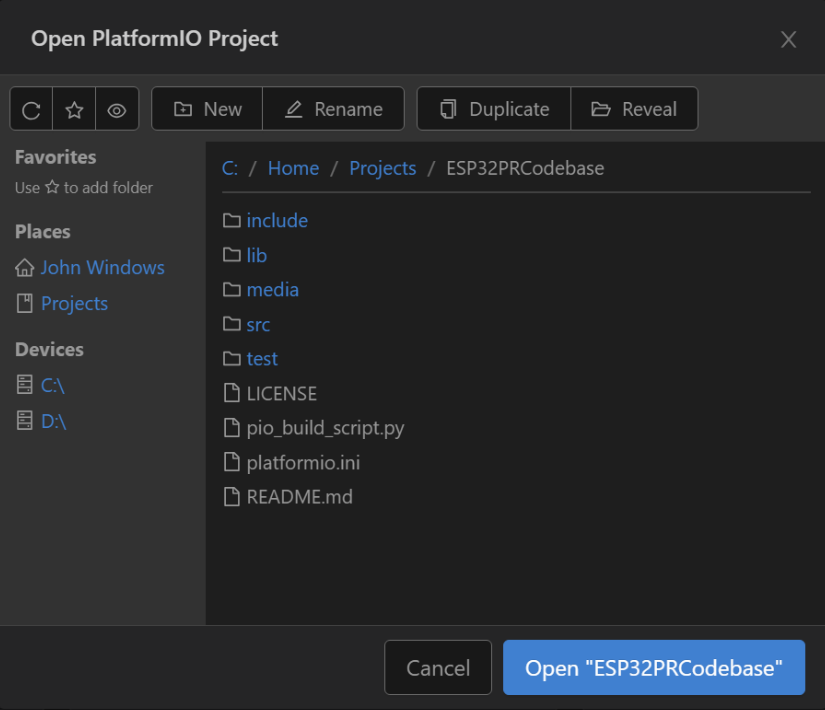 Open PlatformIO Project
New Rename Duplicate Reveal
Favorites
Use ☆ to add folder
Places
John Windows
Projects
Devices
C:\
D:\
C: / Home / Projects / ESP32PRCodebase
include
lib
media
src
test
LICENSE
pio_build_script.py
platformio.ini
README.md
Cancel Open "ESP32PRCodebase"